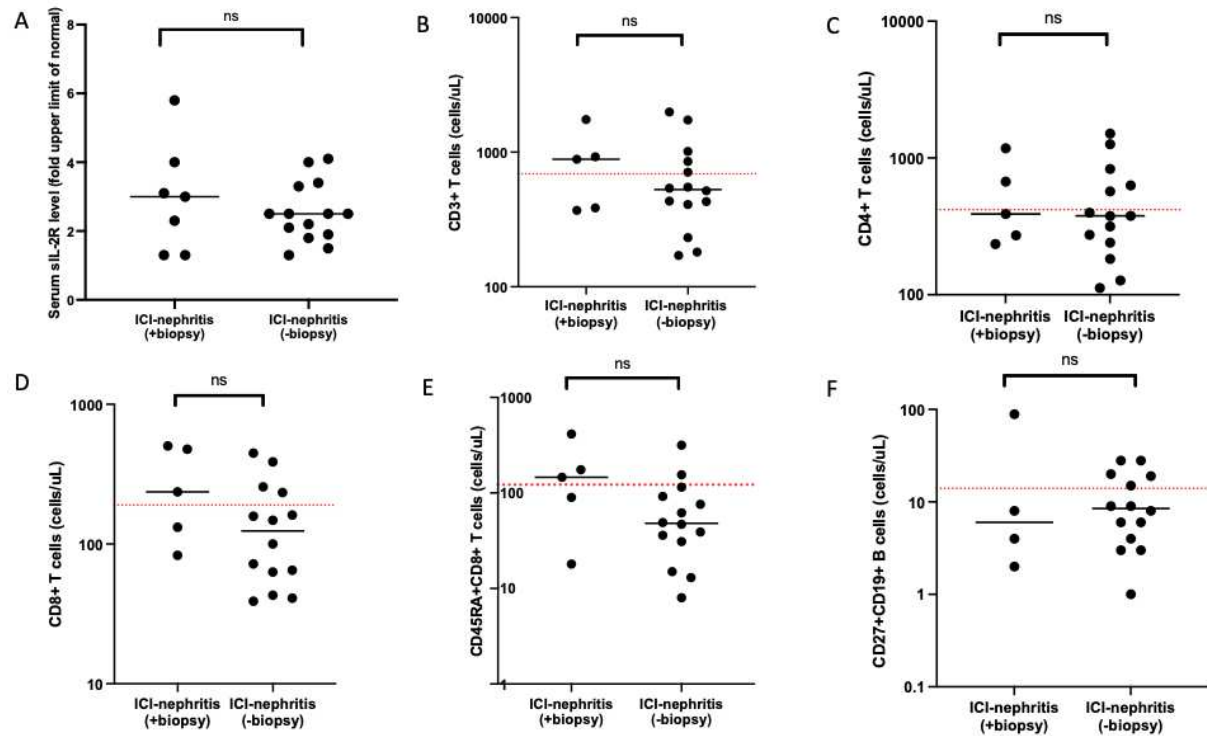 A
ns
Serum sIL-2R level (fold upper limit of normal)
8
6
4
2
0
ICI-nephritis
(+biopsy)
ICI-nephritis
(-biopsy)
B
ns
CD3+ T cells (cells/uL)
10000
1000
100
ICI-nephritis
(+biopsy)
ICI-nephritis
(-biopsy)
C
ns
CD4+ T cells (cells/uL)
10000
1000
100
ICI-nephritis
(+biopsy)
ICI-nephritis
(-biopsy)
D
ns
CD8+ T cells (cells/uL)
1000
100
10
ICI-nephritis
(+biopsy)
ICI-nephritis
(-biopsy)
E
ns
CD45RA+CD8+ T cells (cells/uL)
1000
100
10
1
ICI-nephritis
(+biopsy)
ICI-nephritis
(-biopsy)
F
ns
CD27+CD19+ B cells (cells/uL)
100
10
1
0.1
ICI-nephritis
(+biopsy)
ICI-nephritis
(-biopsy)